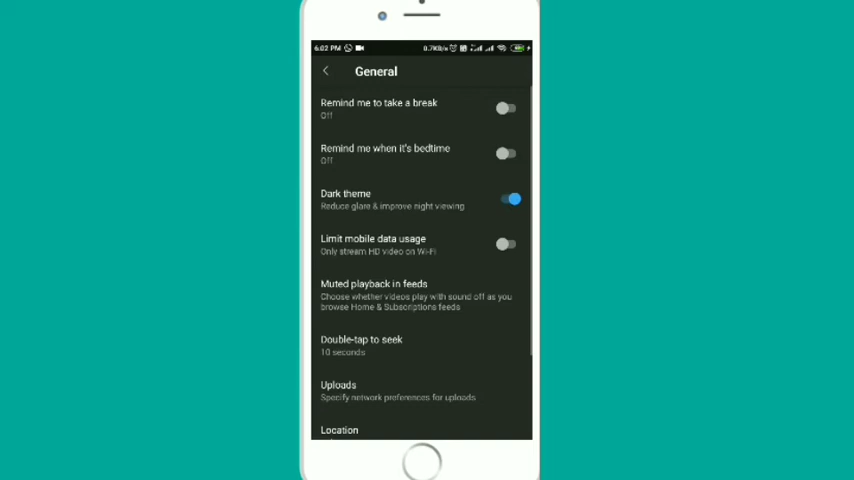 6:02 PM 0.7KB/s
General
Remind me to take a break
Off
Remind me when it's bedtime
Off
Dark theme
Reduce glare & improve night viewing
Limit mobile data usage
Only stream HD video on Wi-Fi
Muted playback in feeds
Choose whether videos play with sound off as you
browse Home & Subscriptions feeds
Double-tap to seek
10 seconds
Uploads
Specify network preferences for uploads
Location